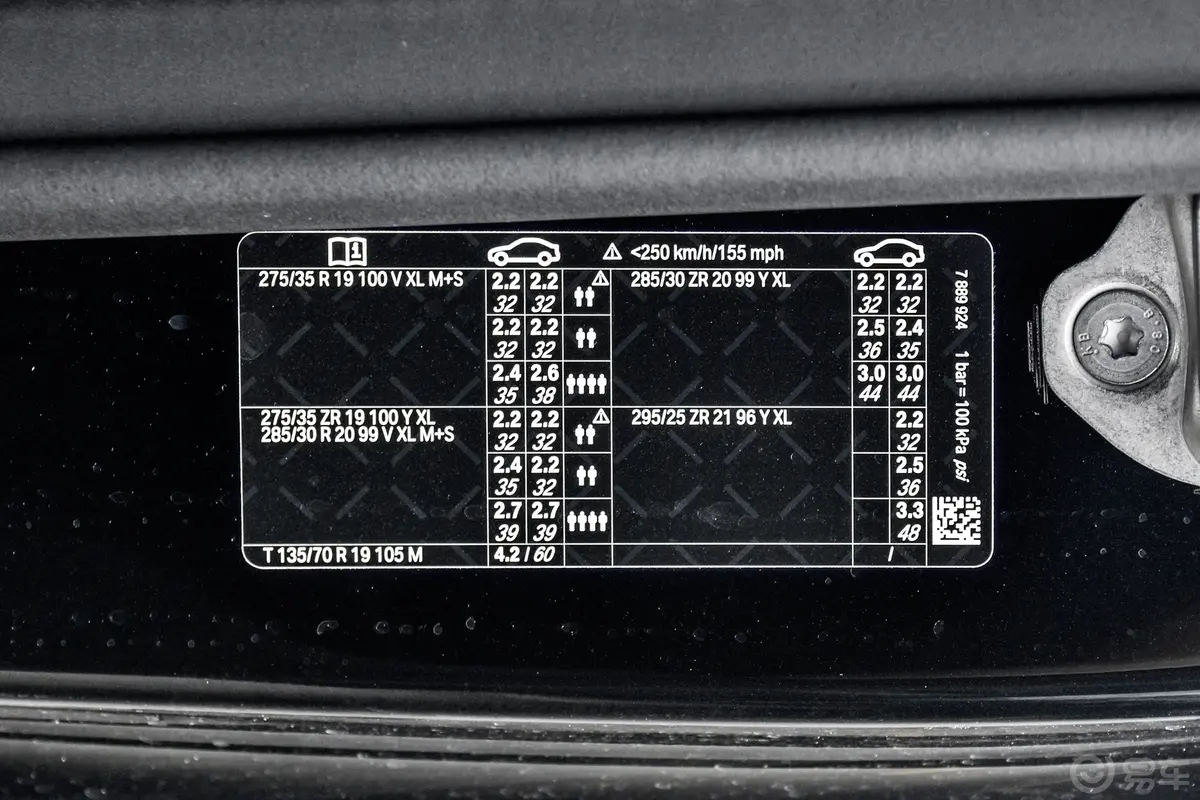 <250 km/h/155 mph
275/35 R 19 100 V XL M+S 2.2 2.2 285/30 ZR 20 99 Y XL 2.2 2.2
32 32 32 32
2.2 2.2 2.5 2.4
32 32 36 35
2.4 2.6 3.0 3.0
35 38 44 44
275/35 ZR 19 100 Y XL 2.2 2.2 295/25 ZR 21 96 Y XL 2.2
285/30 R 20 99 V XL M+S 32 32 32
2.4 2.2 2.5
35 32 36
2.7 2.7 3.3
39 39 48
T 135/70 R 19 105 M 4.2 / 60 /
7 889 924 1 bar = 100 kPa psi
KB 8.80
易车